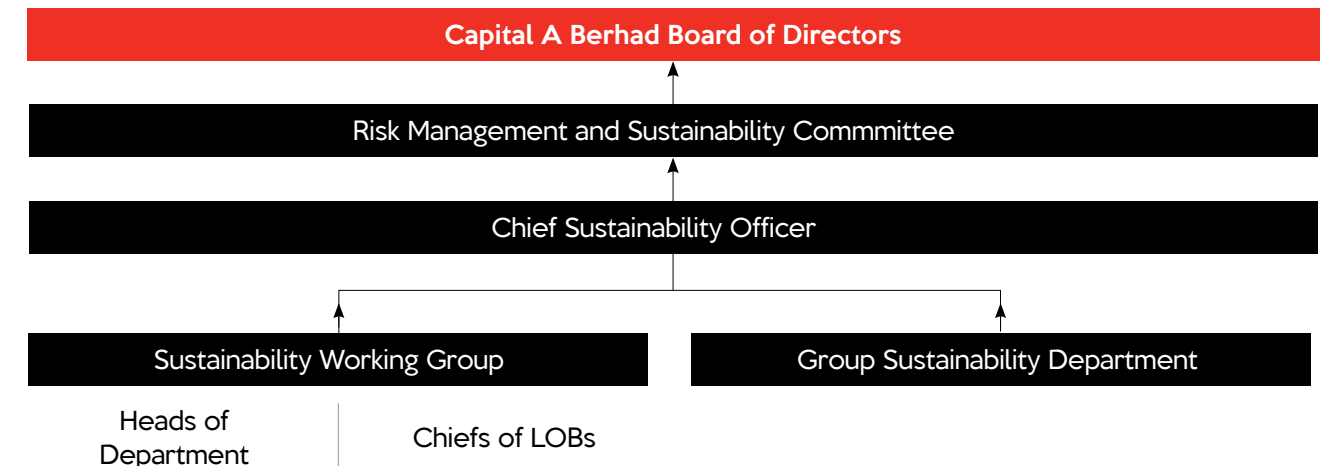 Capital A Berhad Board of Directors
Risk Management and Sustainability Commmittee
Chief Sustainability Officer
Sustainability Working Group
Group Sustainability Department
Heads of
Department
Chiefs of LOBs